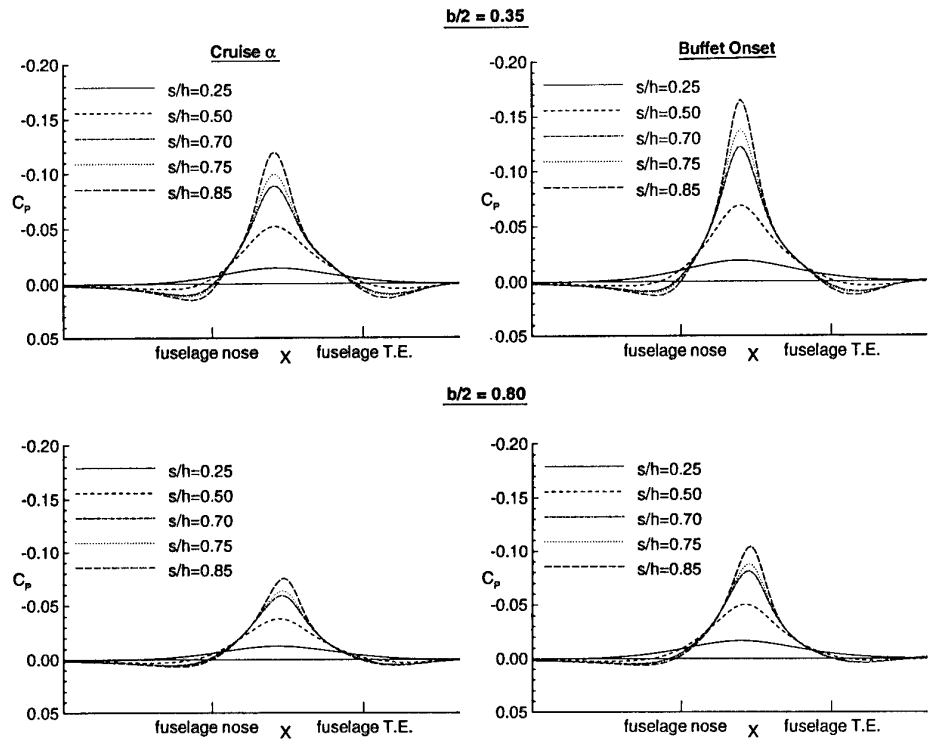 b/2 = 0.35
Cruise α
-0.20
-0.15
-0.10
-0.05
0.00
0.05
Cₚ
s/h=0.25
s/h=0.50
s/h=0.70
s/h=0.75
s/h=0.85
fuselage nose X fuselage T.E.
Buffet Onset
-0.20
-0.15
-0.10
-0.05
0.00
0.05
Cₚ
s/h=0.25
s/h=0.50
s/h=0.70
s/h=0.75
s/h=0.85
fuselage nose X fuselage T.E.
b/2 = 0.80
-0.20
-0.15
-0.10
-0.05
0.00
0.05
Cₚ
s/h=0.25
s/h=0.50
s/h=0.70
s/h=0.75
s/h=0.85
fuselage nose X fuselage T.E.
-0.20
-0.15
-0.10
-0.05
0.00
0.05
Cₚ
s/h=0.25
s/h=0.50
s/h=0.70
s/h=0.75
s/h=0.85
fuselage nose X fuselage T.E.